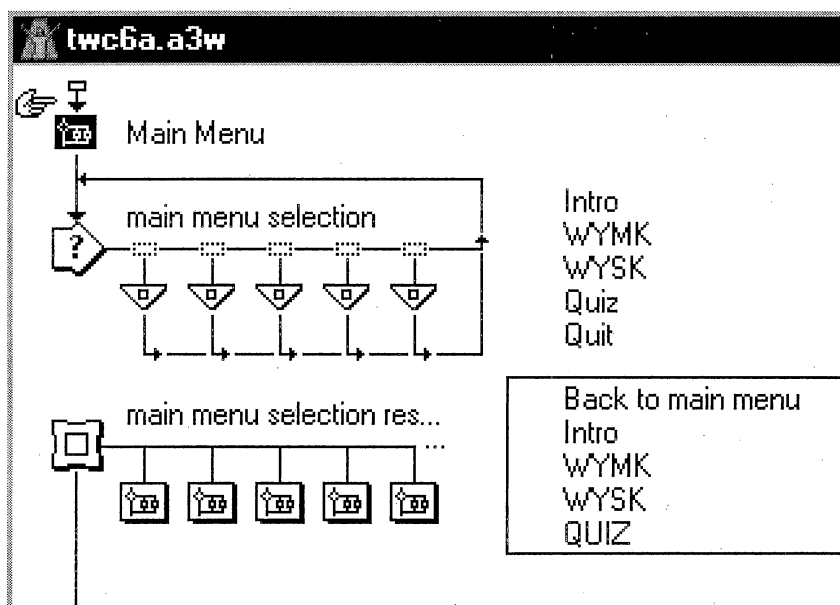 twc6a.a3w
Main Menu
main menu selection
?
Intro
WYMK
WYSK
Quiz
Quit
main menu selection res...
...
Back to main menu
Intro
WYMK
WYSK
QUIZ